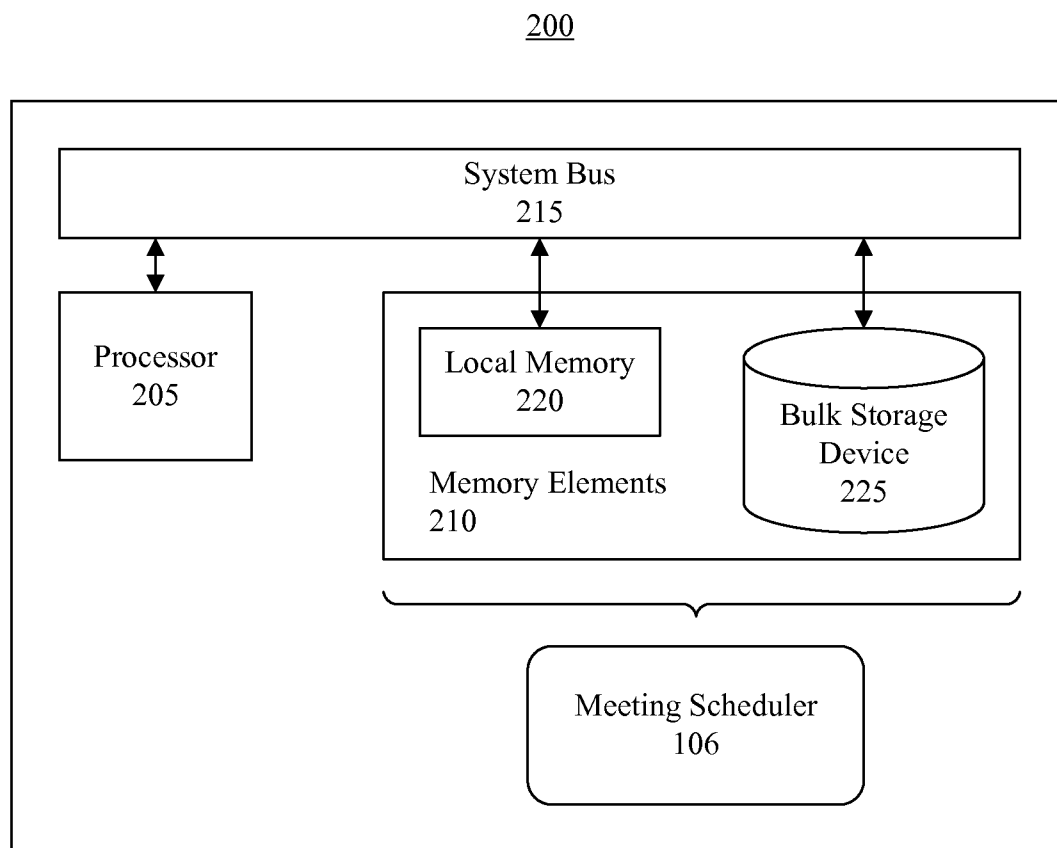 200
System Bus
215
Processor
205
Local Memory
220
Memory Elements
210
Bulk Storage
Device
225
Meeting Scheduler
106